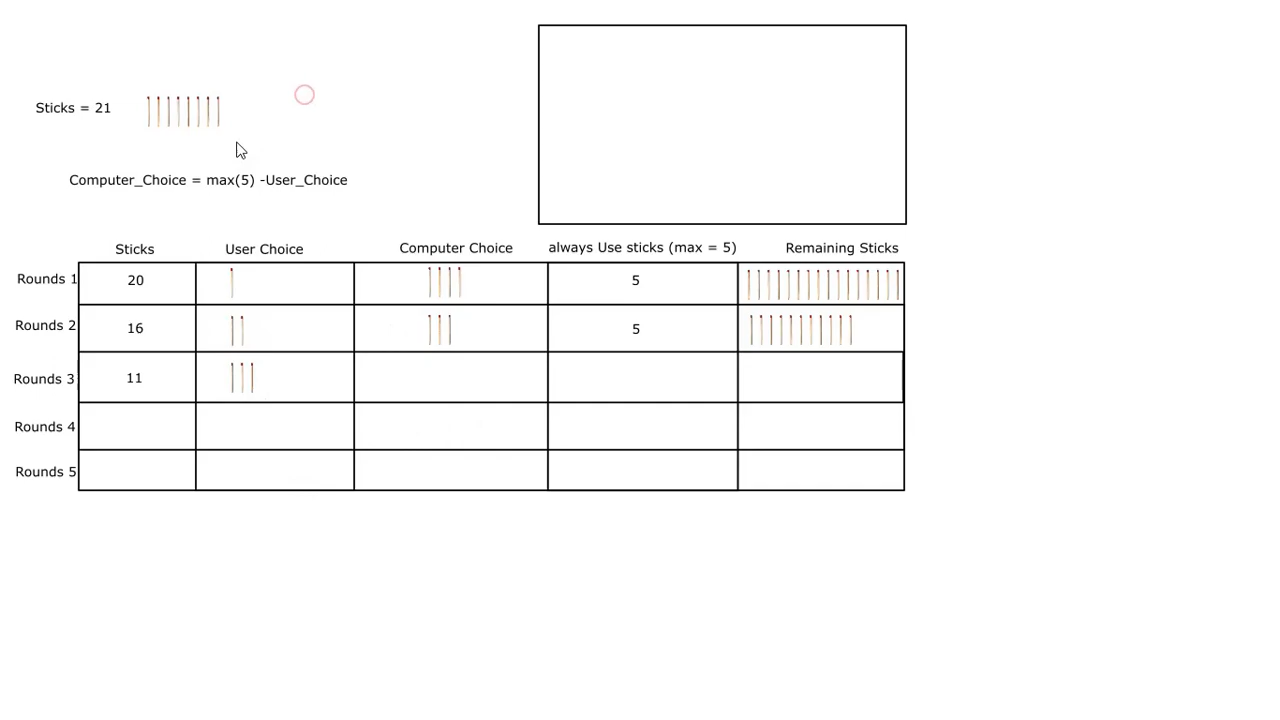 Sticks = 21
Computer_Choice = max(5) -User_Choice
Sticks User Choice Computer Choice always Use sticks (max = 5) Remaining Sticks
Rounds 1 20 5
Rounds 2 16 5
Rounds 3 11
Rounds 4
Rounds 5